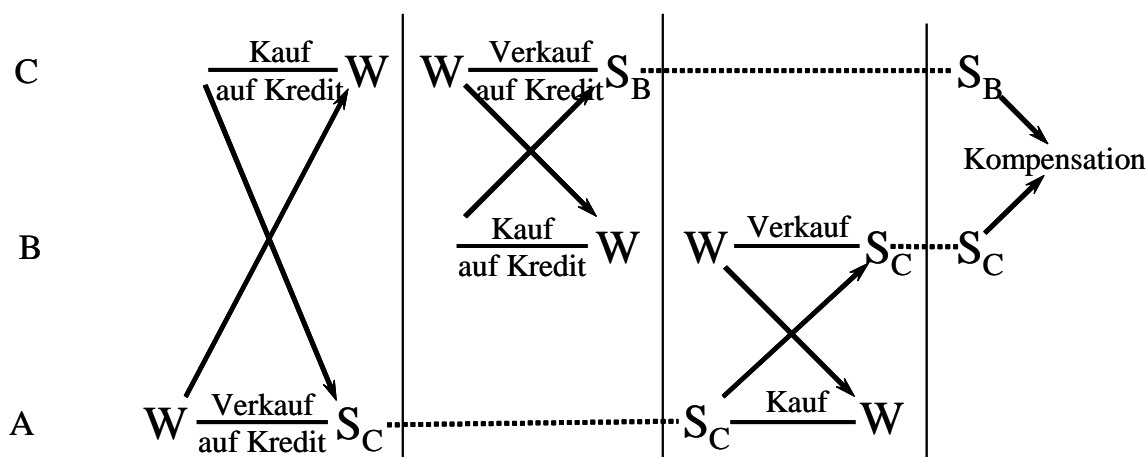 Kauf Verkauf
C W W S_B S_B
auf Kredit auf Kredit
Kompensation
Kauf Verkauf
B W W S_C S_C
auf Kredit
Verkauf Kauf
A W S_C S_C W
auf Kredit